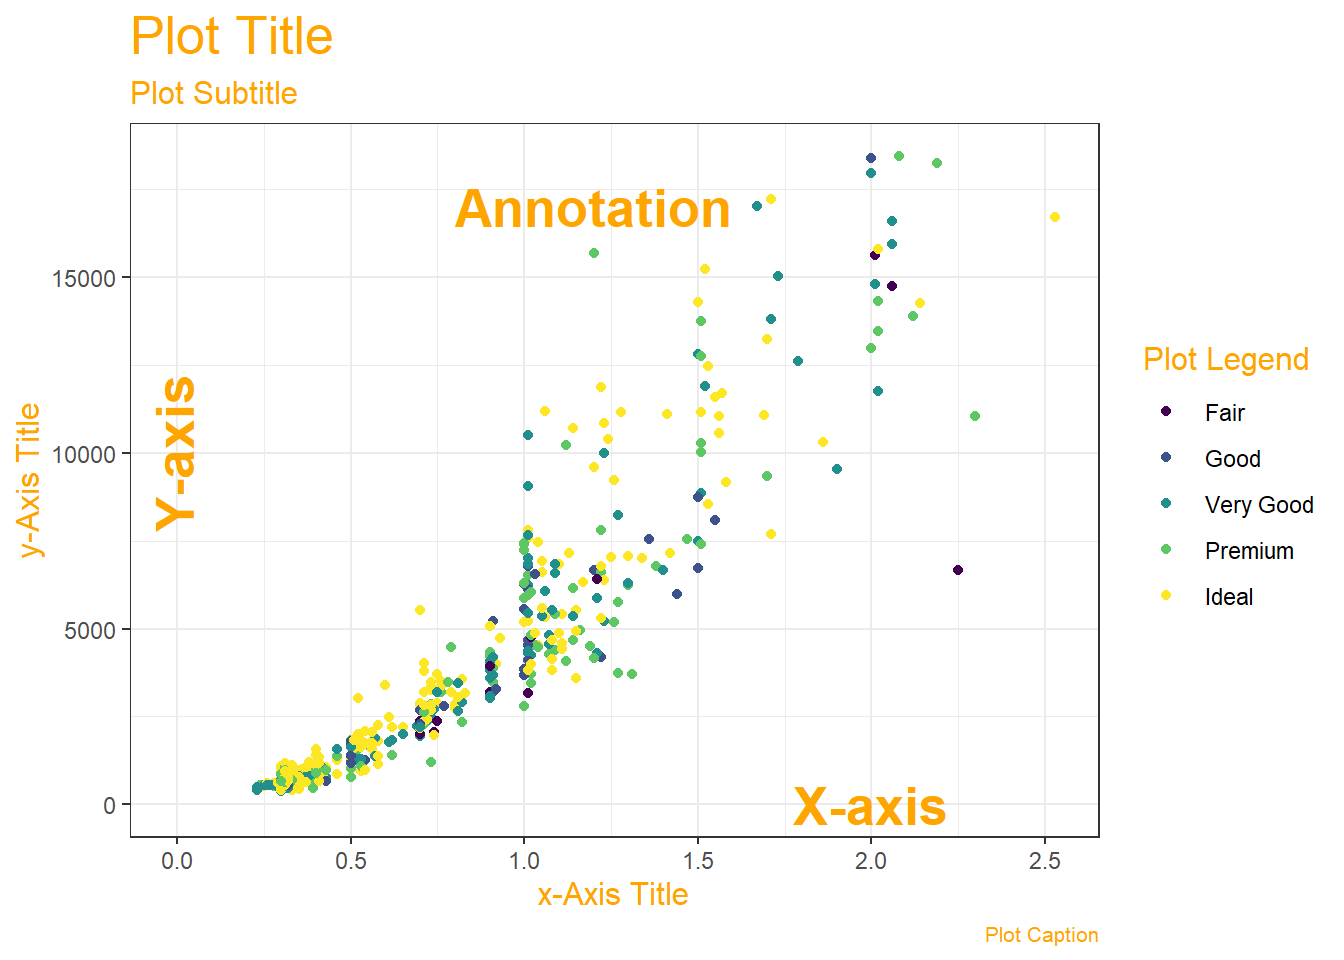 Plot Title
Plot Subtitle
Annotation
Y-axis
X-axis
y-Axis Title
15000
10000
5000
0
0.0
0.5
1.0
1.5
2.0
2.5
x-Axis Title
Plot Caption
Plot Legend
Fair
Good
Very Good
Premium
Ideal